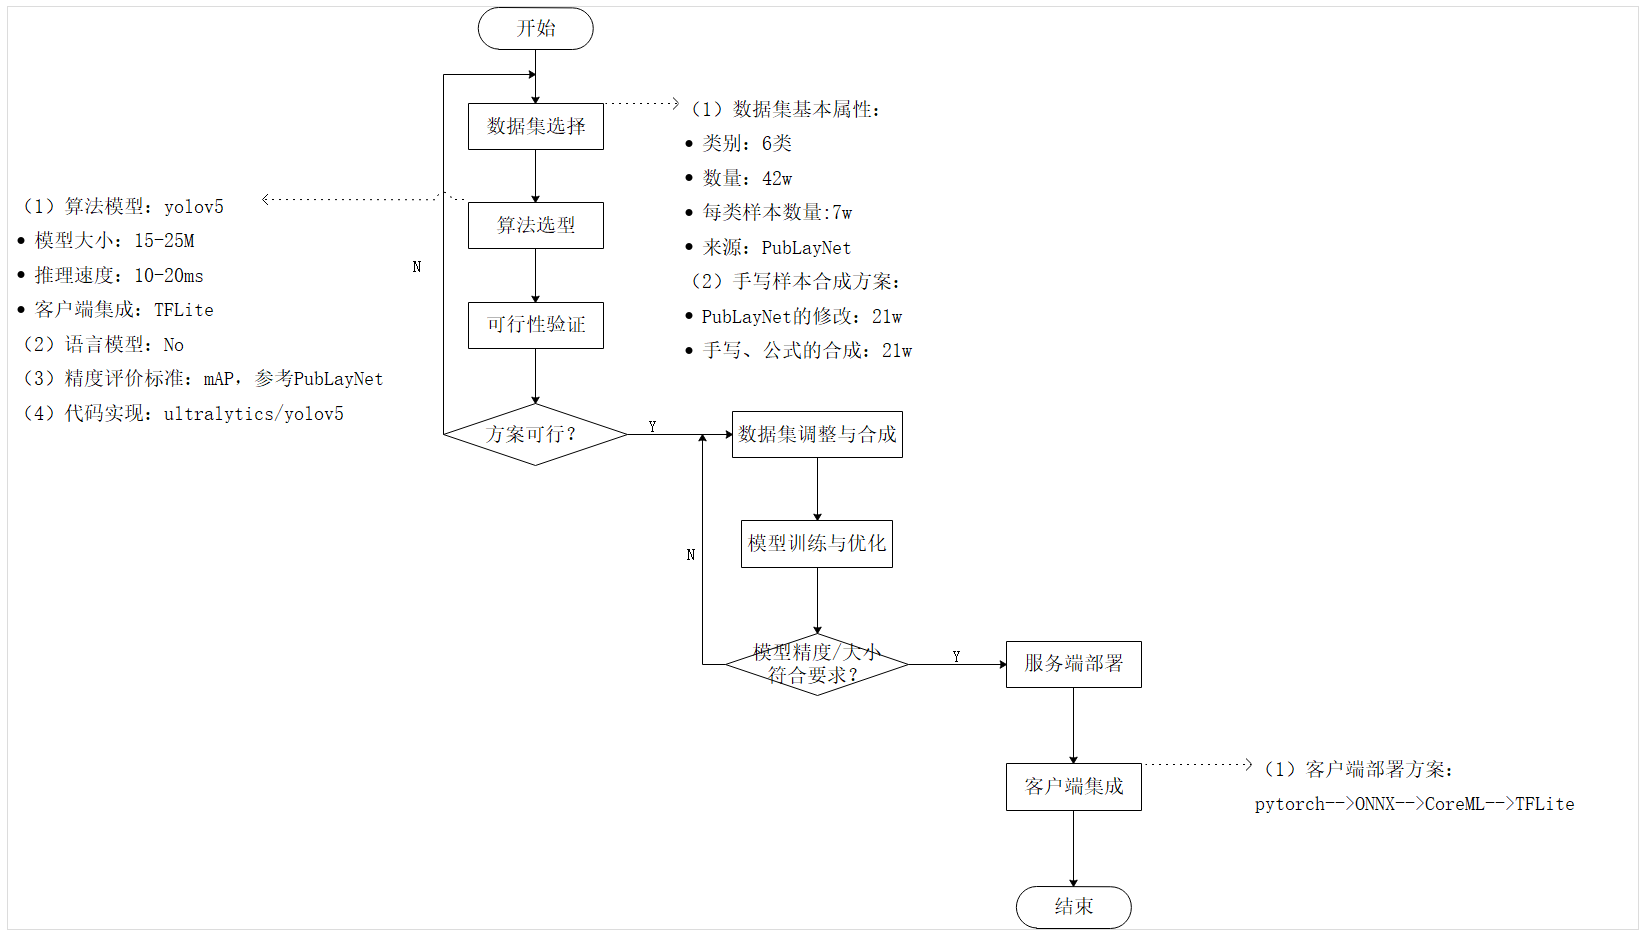 开始
数据集选择
（1）数据集基本属性：
• 类别：6类
• 数量：42w
• 每类样本数量:7w
• 来源：PubLayNet
（2）手写样本合成方案：
• PubLayNet的修改：21w
• 手写、公式的合成：21w
算法选型
（1）算法模型：yolov5
• 模型大小：15-25M
• 推理速度：10-20ms
• 客户端集成：TFLite
（2）语言模型：No
（3）精度评价标准：mAP，参考PubLayNet
（4）代码实现：ultralytics/yolov5
N
可行性验证
方案可行？
Y
数据集调整与合成
模型训练与优化
N
模型精度/大小
符合要求？
Y
服务端部署
客户端集成
（1）客户端部署方案：
pytorch-->ONNX-->CoreML-->TFLite
结束